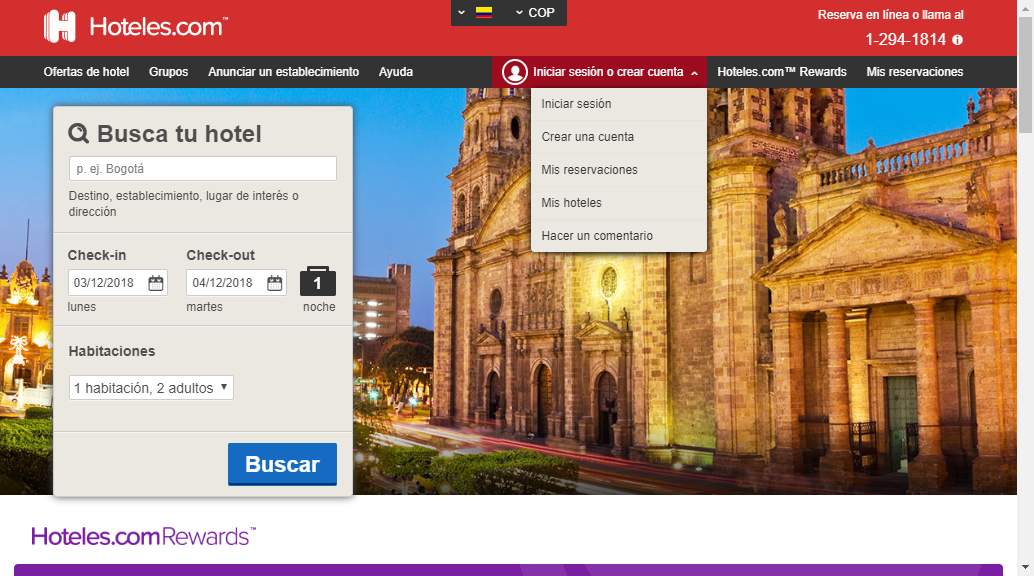 Hoteles.com™
COP
Reserva en línea o llama al
1-294-1814
Ofertas de hotel Grupos Anunciar un establecimiento Ayuda Iniciar sesión o crear cuenta Hoteles.com™ Rewards Mis reservaciones
Iniciar sesión
Crear una cuenta
Mis reservaciones
Mis hoteles
Hacer un comentario
Busca tu hotel
p. ej. Bogotá
Destino, establecimiento, lugar de interés o
dirección
Check-in Check-out
03/12/2018 04/12/2018 1
lunes martes noche
Habitaciones
1 habitación, 2 adultos
Buscar
Hoteles.com Rewards™